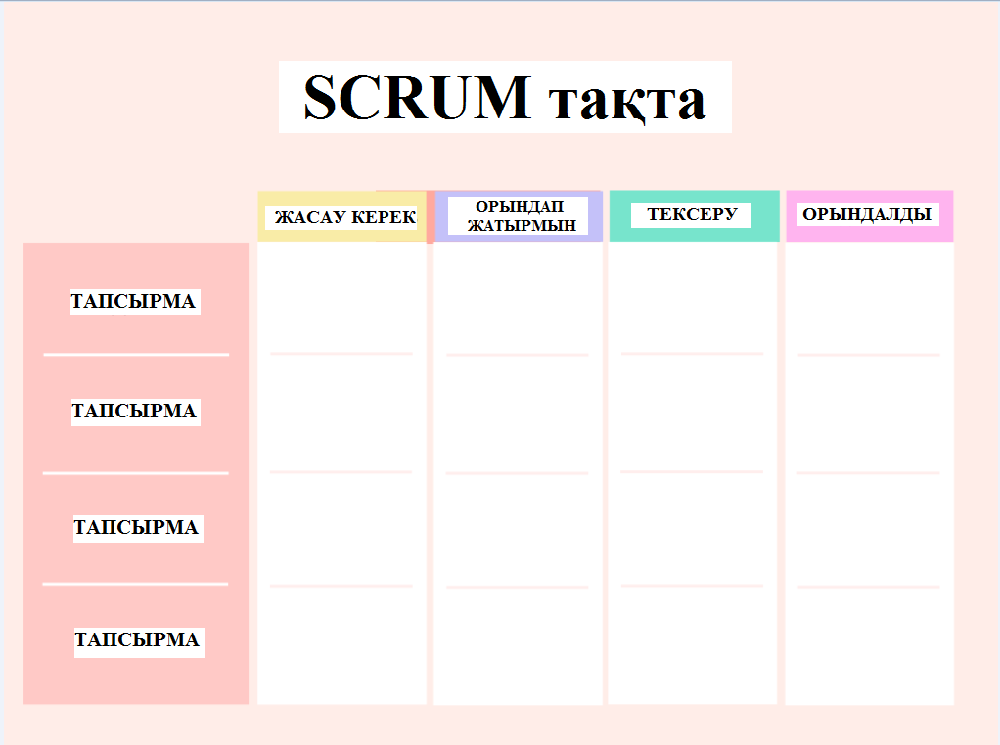 SCRUM тақта
ЖАСАУ КЕРЕК
ОРЫНДАП
ЖАТЫРМЫН
ТЕКСЕРУ
ОРЫНДАЛДЫ
ТАПСЫРМА
ТАПСЫРМА
ТАПСЫРМА
ТАПСЫРМА